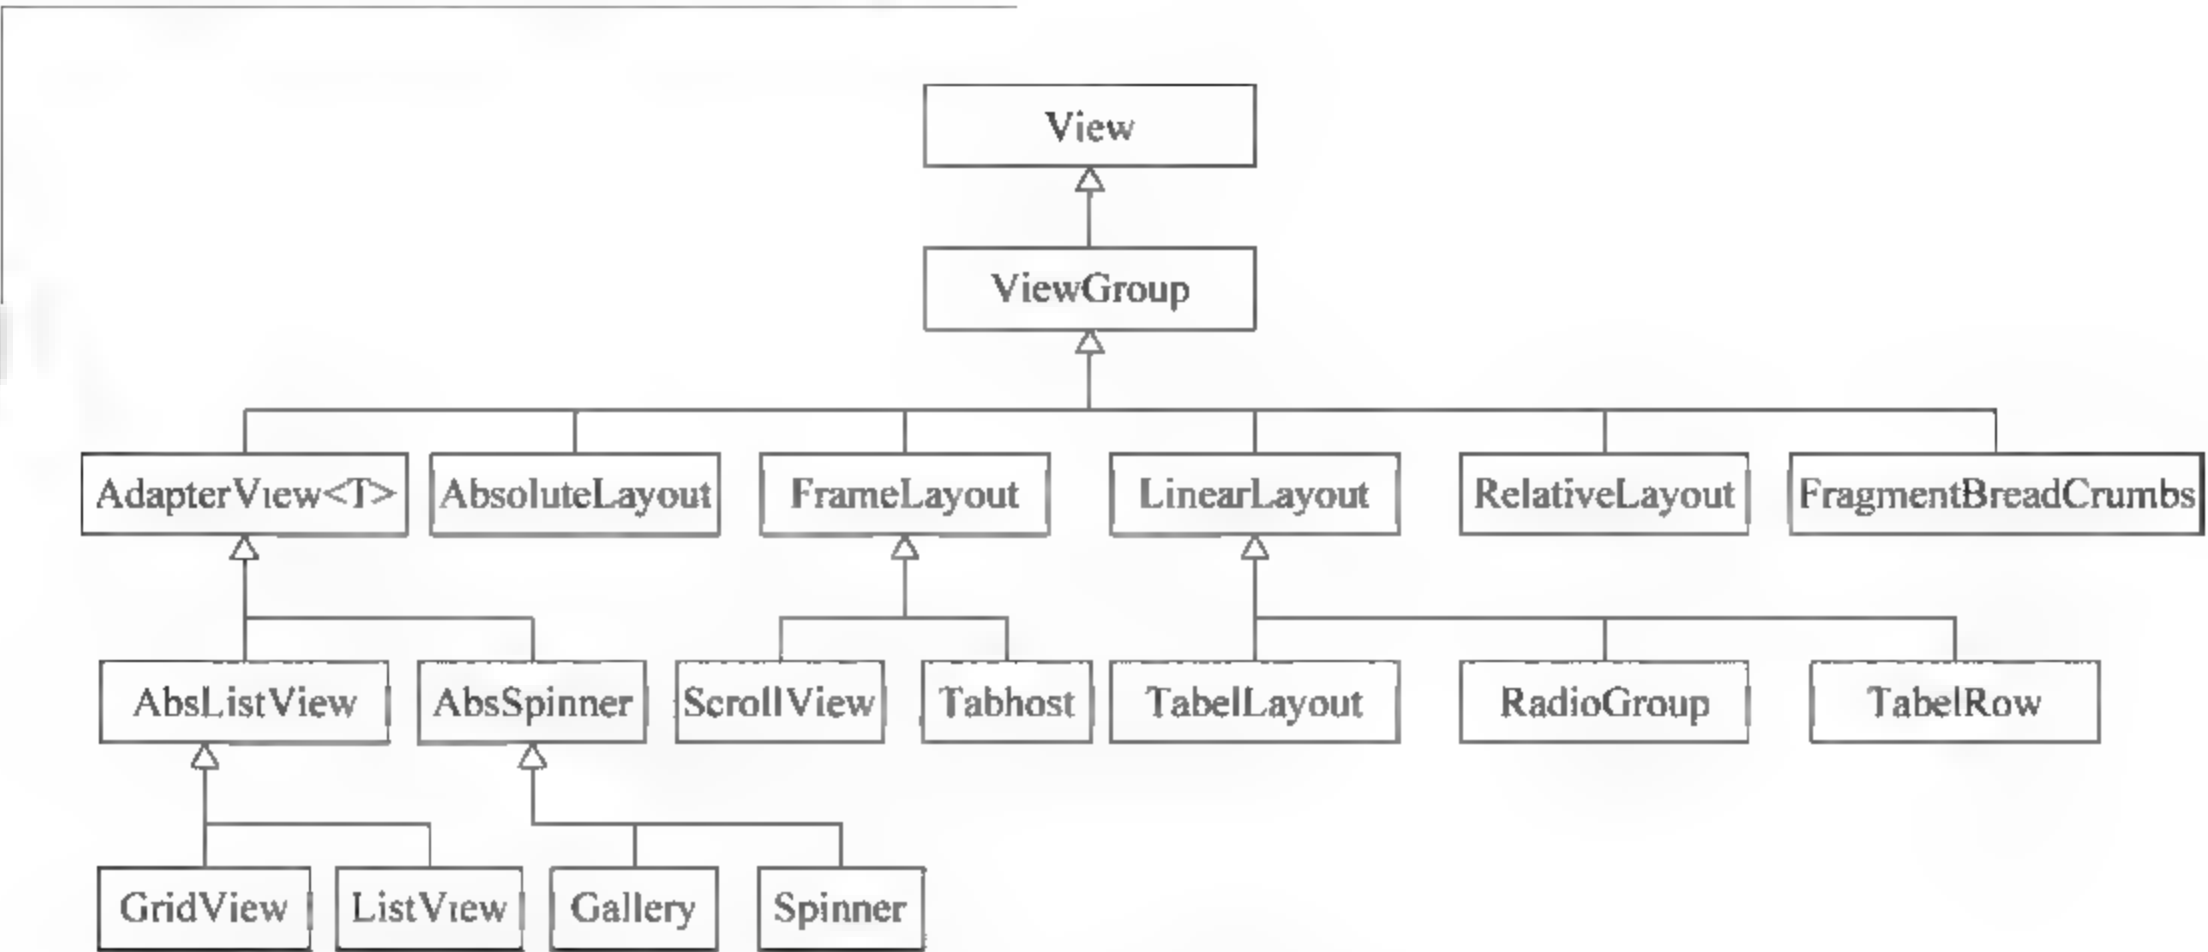 View
ViewGroup
AdapterView<T> AbsoluteLayout FrameLayout LinearLayout RelativeLayout FragmentBreadCrumbs
AbsListView AbsSpinner ScrollView Tabhost TabelLayout RadioGroup TabelRow
GridView ListView Gallery Spinner